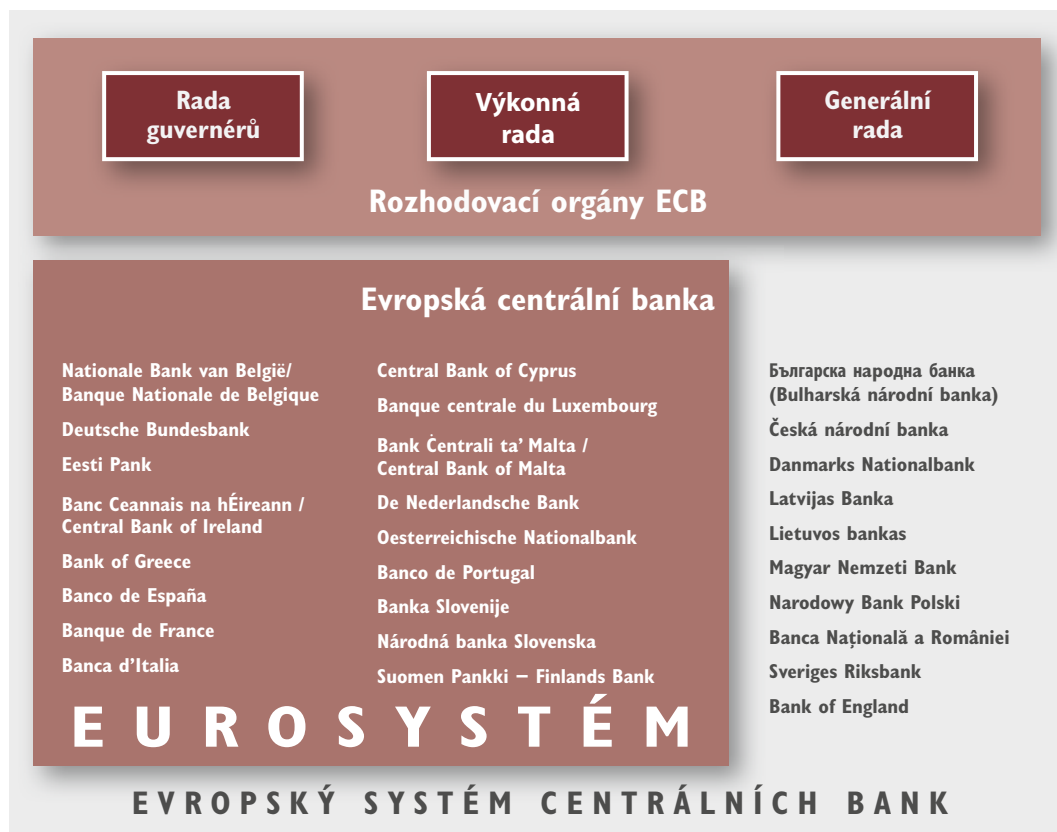 Rada
guvernérů
Výkonná
rada
Generální
rada
Rozhodovací orgány ECB
Evropská centrální banka
Nationale Bank van België/
Banque Nationale de Belgique
Deutsche Bundesbank
Eesti Pank
Banc Ceannais na hÉireann /
Central Bank of Ireland
Bank of Greece
Banco de España
Banque de France
Banca d’Italia
Central Bank of Cyprus
Banque centrale du Luxembourg
Bank Ċentrali ta’ Malta /
Central Bank of Malta
De Nederlandsche Bank
Oesterreichische Nationalbank
Banco de Portugal
Banka Slovenije
Národná banka Slovenska
Suomen Pankki – Finlands Bank
Българска народна банка
(Bulharská národní banka)
Česká národní banka
Danmarks Nationalbank
Latvijas Banka
Lietuvos bankas
Magyar Nemzeti Bank
Narodowy Bank Polski
Banca Națională a României
Sveriges Riksbank
Bank of England
EUROSYSTÉM
EVROPSKÝ SYSTÉM CENTRÁLNÍCH BANK